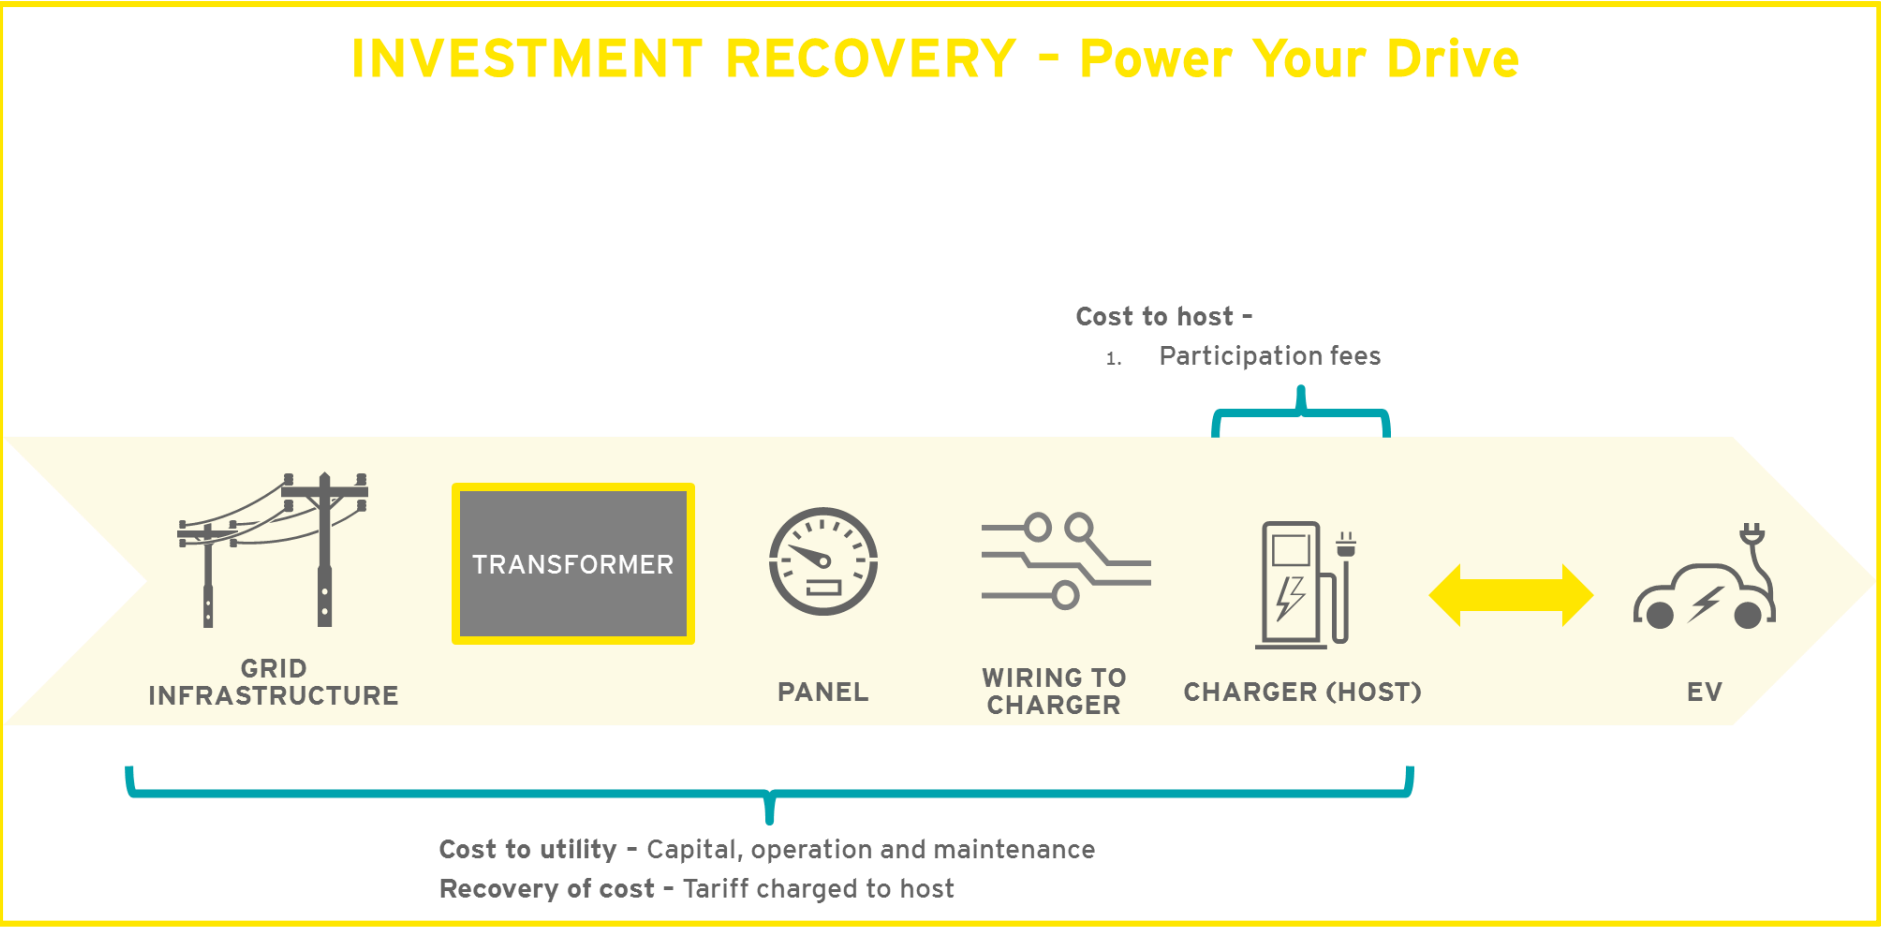 INVESTMENT RECOVERY – Power Your Drive
Cost to host –
1. Participation fees
TRANSFORMER
GRID
INFRASTRUCTURE
PANEL
WIRING TO
CHARGER
CHARGER (HOST)
EV
Cost to utility – Capital, operation and maintenance
Recovery of cost – Tariff charged to host